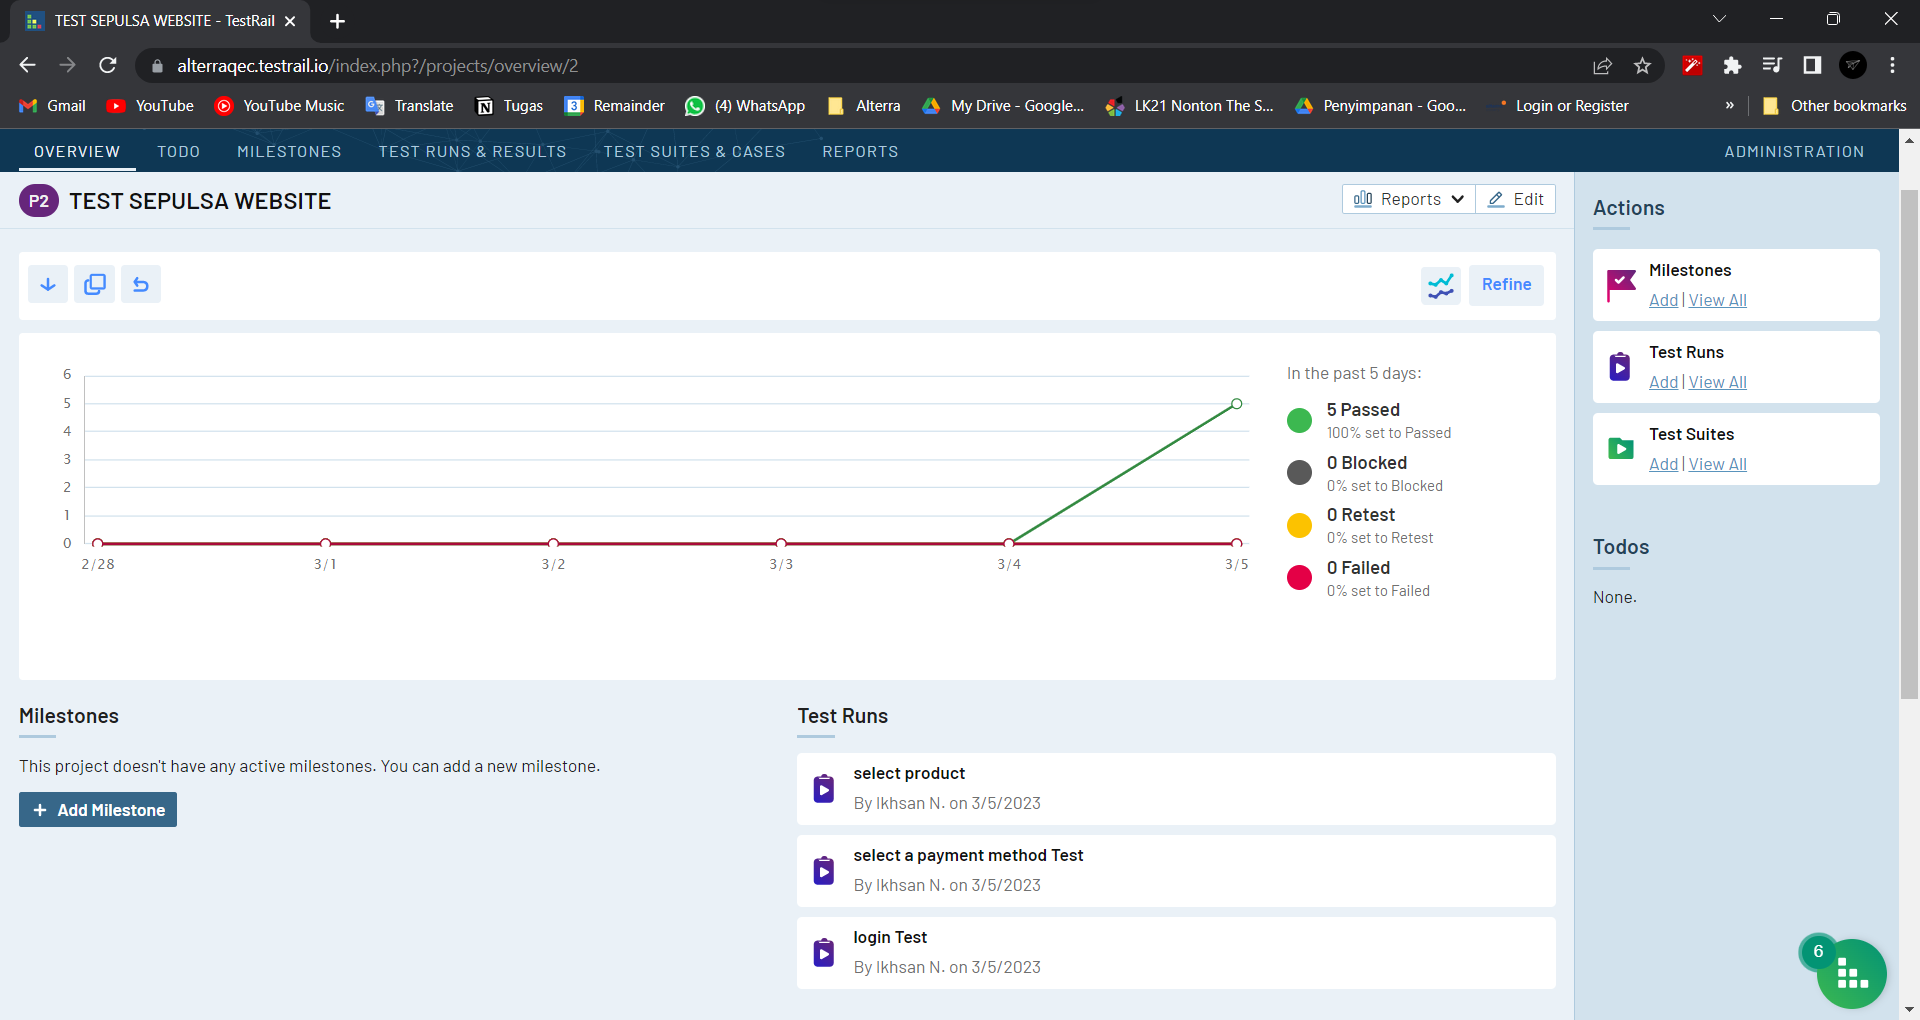 TEST SEPULSA WEBSITE - TestRail
alterraqec.testrail.io/index.php?/projects/overview/2
Gmail YouTube YouTube Music Translate Tugas Remainder (4) WhatsApp Alterra My Drive - Google... LK21 Nonton The S... Penyimpanan - Goo... Login or Register » Other bookmarks
OVERVIEW TODO MILESTONES TEST RUNS & RESULTS TEST SUITES & CASES REPORTS ADMINISTRATION
P2 TEST SEPULSA WEBSITE
Reports Edit
Refine
6
5
4
3
2
1
0
2/28 3/1 3/2 3/3 3/4 3/5
In the past 5 days:
5 Passed
100% set to Passed
0 Blocked
0% set to Blocked
0 Retest
0% set to Retest
0 Failed
0% set to Failed
Actions
Milestones
Add | View All
Test Runs
Add | View All
Test Suites
Add | View All
Todos
None.
Milestones
This project doesn't have any active milestones. You can add a new milestone.
+ Add Milestone
Test Runs
select product
By Ikhsan N. on 3/5/2023
select a payment method Test
By Ikhsan N. on 3/5/2023
login Test
By Ikhsan N. on 3/5/2023
6